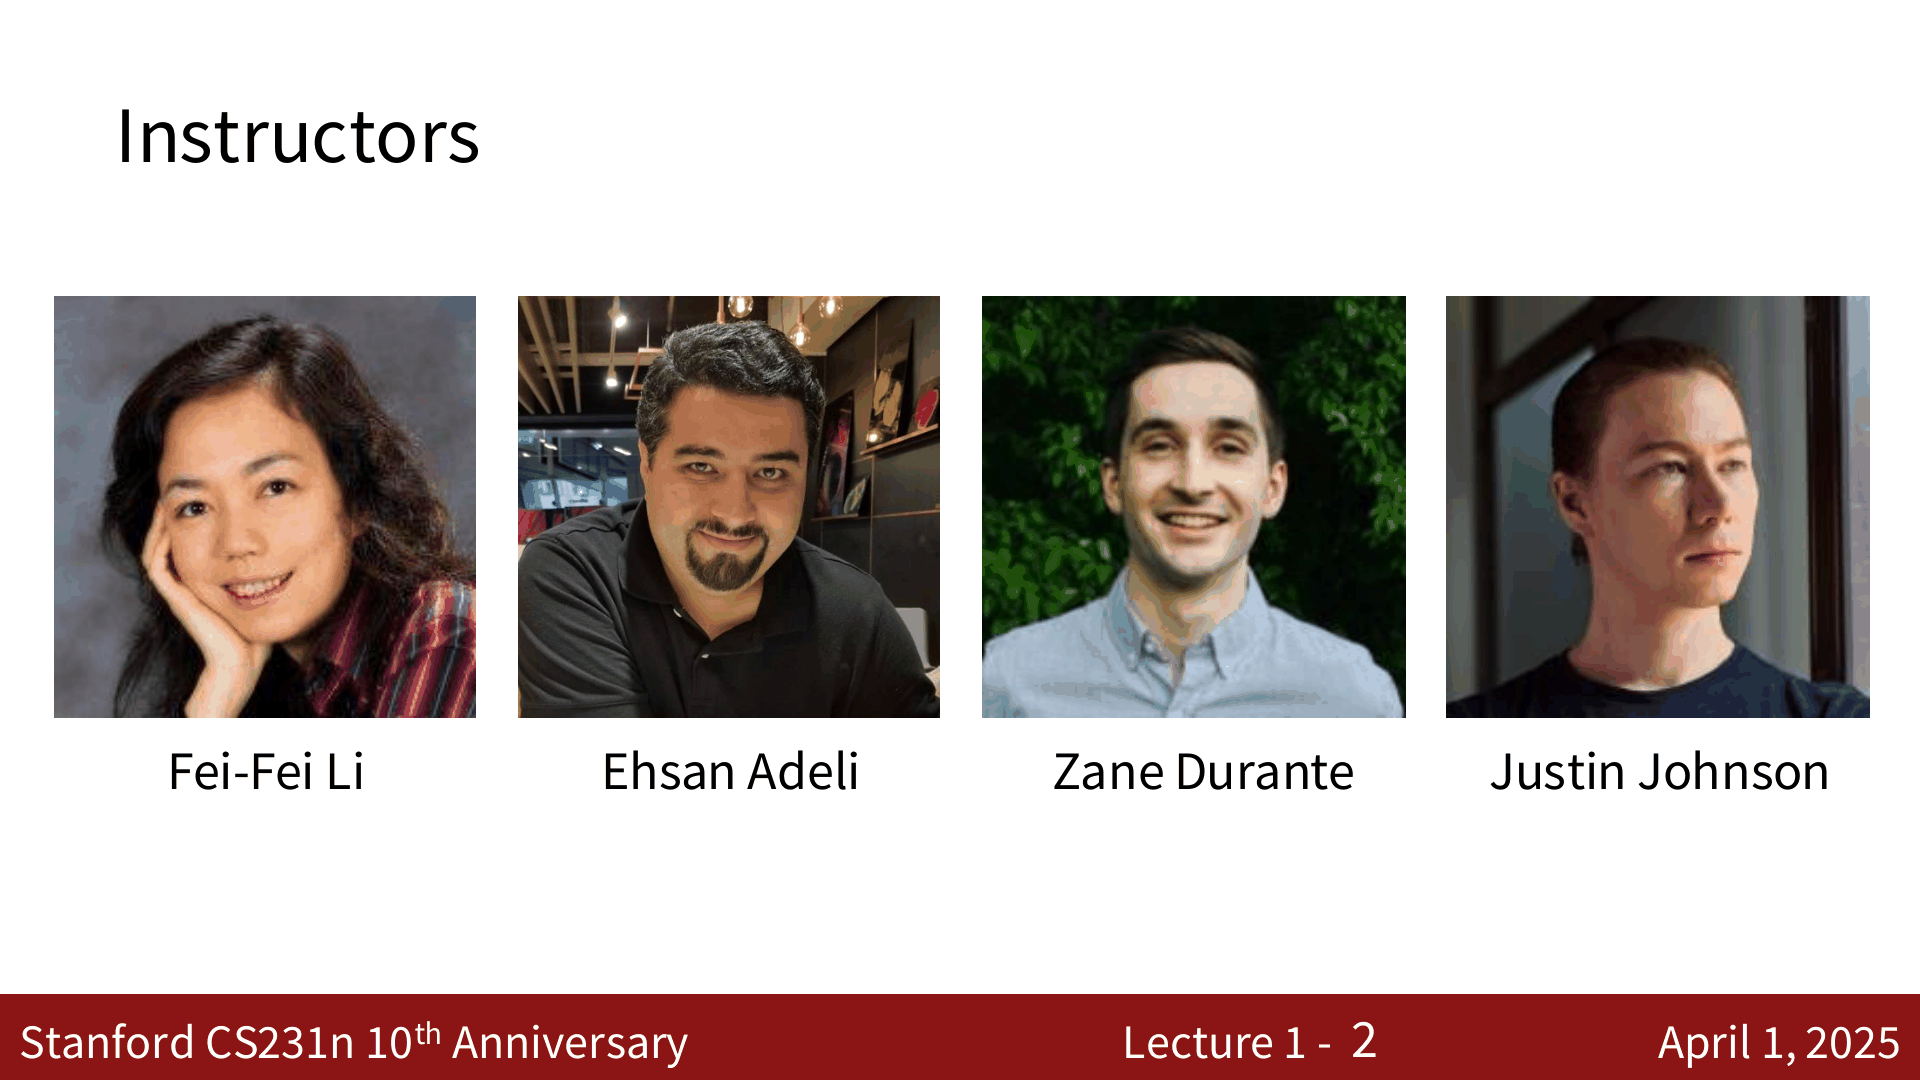 Instructors
Fei-Fei Li
Ehsan Adeli
Zane Durante
Justin Johnson
Stanford CS231n 10th Anniversary
Lecture 1 - 2
April 1, 2025